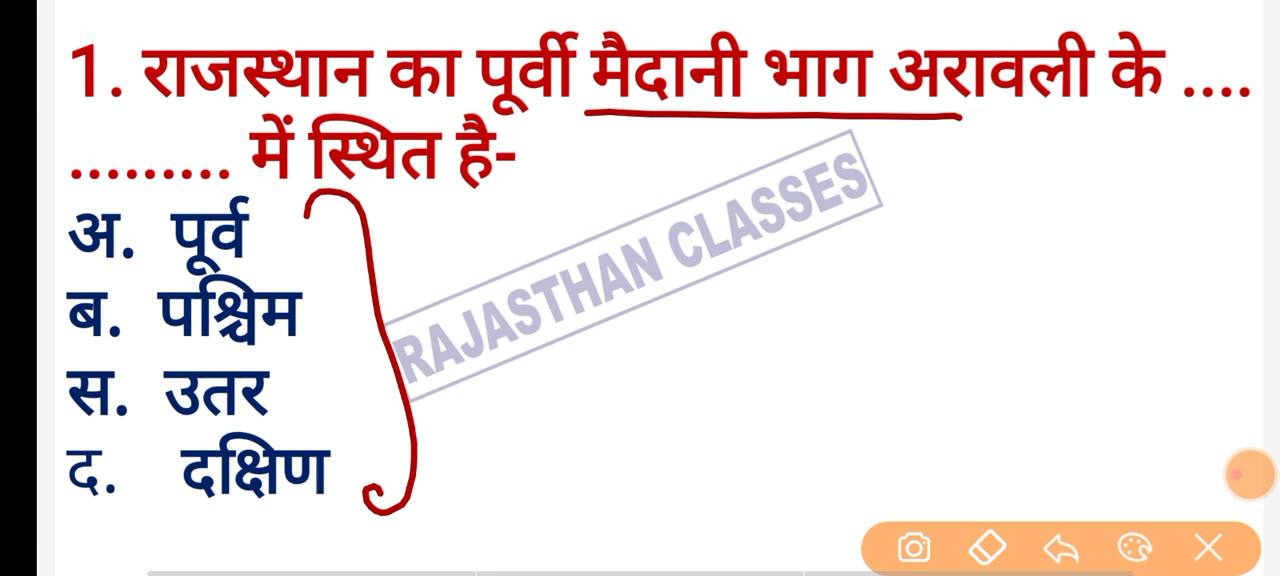 1. राजस्थान का पूर्वी मैदानी भाग अरावली के ....
......... में स्थित है-
अ. पूर्व
ब. पश्चिम
स. उतर
द. दक्षिण
RAJASTHAN CLASSES